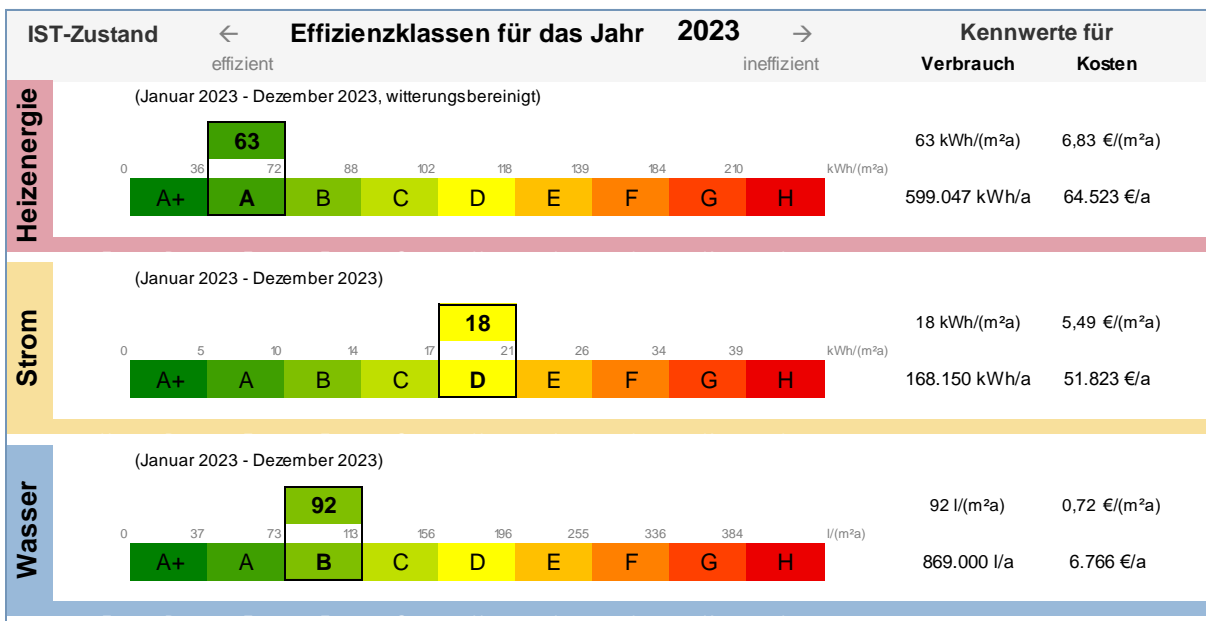 IST-Zustand ← Effizienzklassen für das Jahr 2023 → Kennwerte für
effizient ineffizient Verbrauch Kosten
Heizenergie
(Januar 2023 - Dezember 2023, witterungsbereinigt)
63 63 kWh/(m²a) 6,83 €/(m²a)
0 36 72 88 102 118 139 184 210 kWh/(m²a)
A+ A B C D E F G H 599.047 kWh/a 64.523 €/a
Strom
(Januar 2023 - Dezember 2023)
18 18 kWh/(m²a) 5,49 €/(m²a)
0 5 10 14 17 21 26 34 39 kWh/(m²a)
A+ A B C D E F G H 168.150 kWh/a 51.823 €/a
Wasser
(Januar 2023 - Dezember 2023)
92 92 l/(m²a) 0,72 €/(m²a)
0 37 73 113 156 196 255 336 384 l/(m²a)
A+ A B C D E F G H 869.000 l/a 6.766 €/a